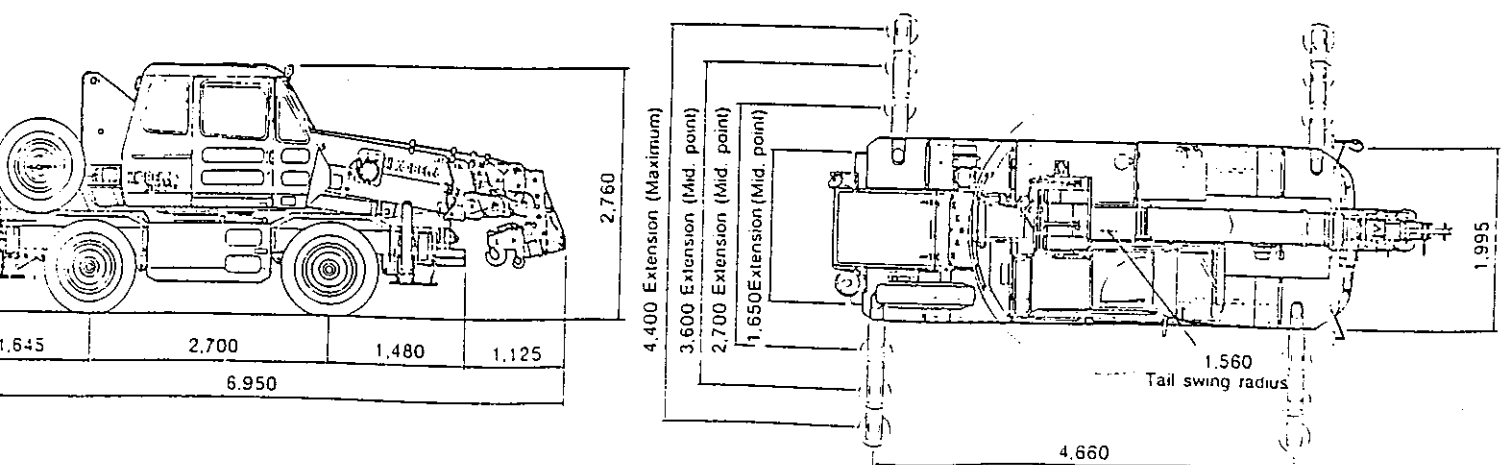 2,760
1,645
2,700
1,480
1,125
6,950
4,400 Extension (Maximum)
3,600 Extension (Mid. point)
2,700 Extension (Mid. point)
1,650 Extension (Mid. point)
1,995
1,560
Tail swing radius
4,660